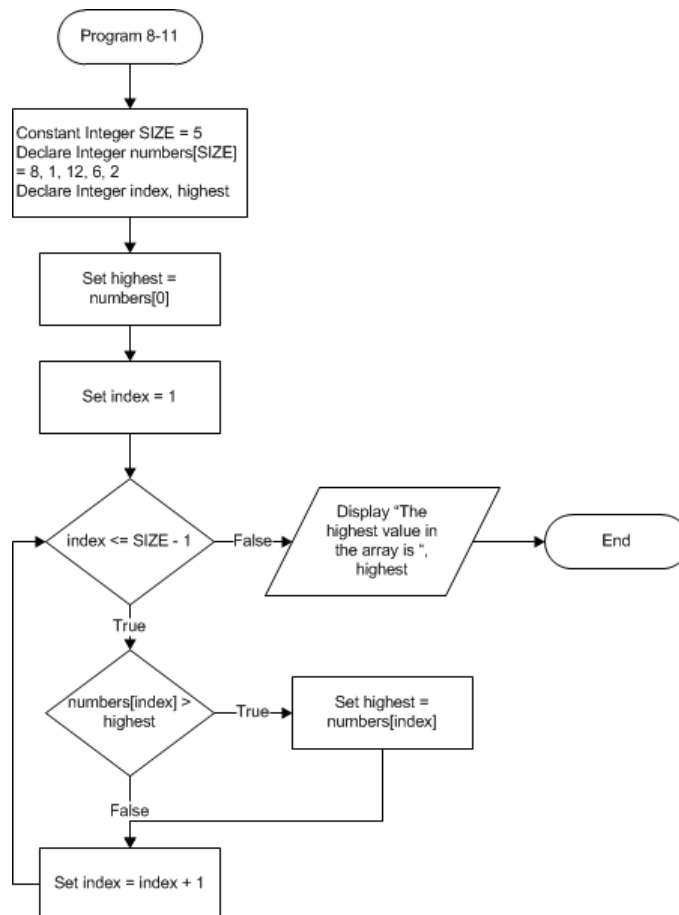 Program 8-11
Constant Integer SIZE = 5
Declare Integer numbers[SIZE]
= 8, 1, 12, 6, 2
Declare Integer index, highest
Set highest =
numbers[0]
Set index = 1
index <= SIZE - 1
False
Display “The
highest value in
the array is “,
highest
End
True
numbers[index] >
highest
True
Set highest =
numbers[index]
False
Set index = index + 1